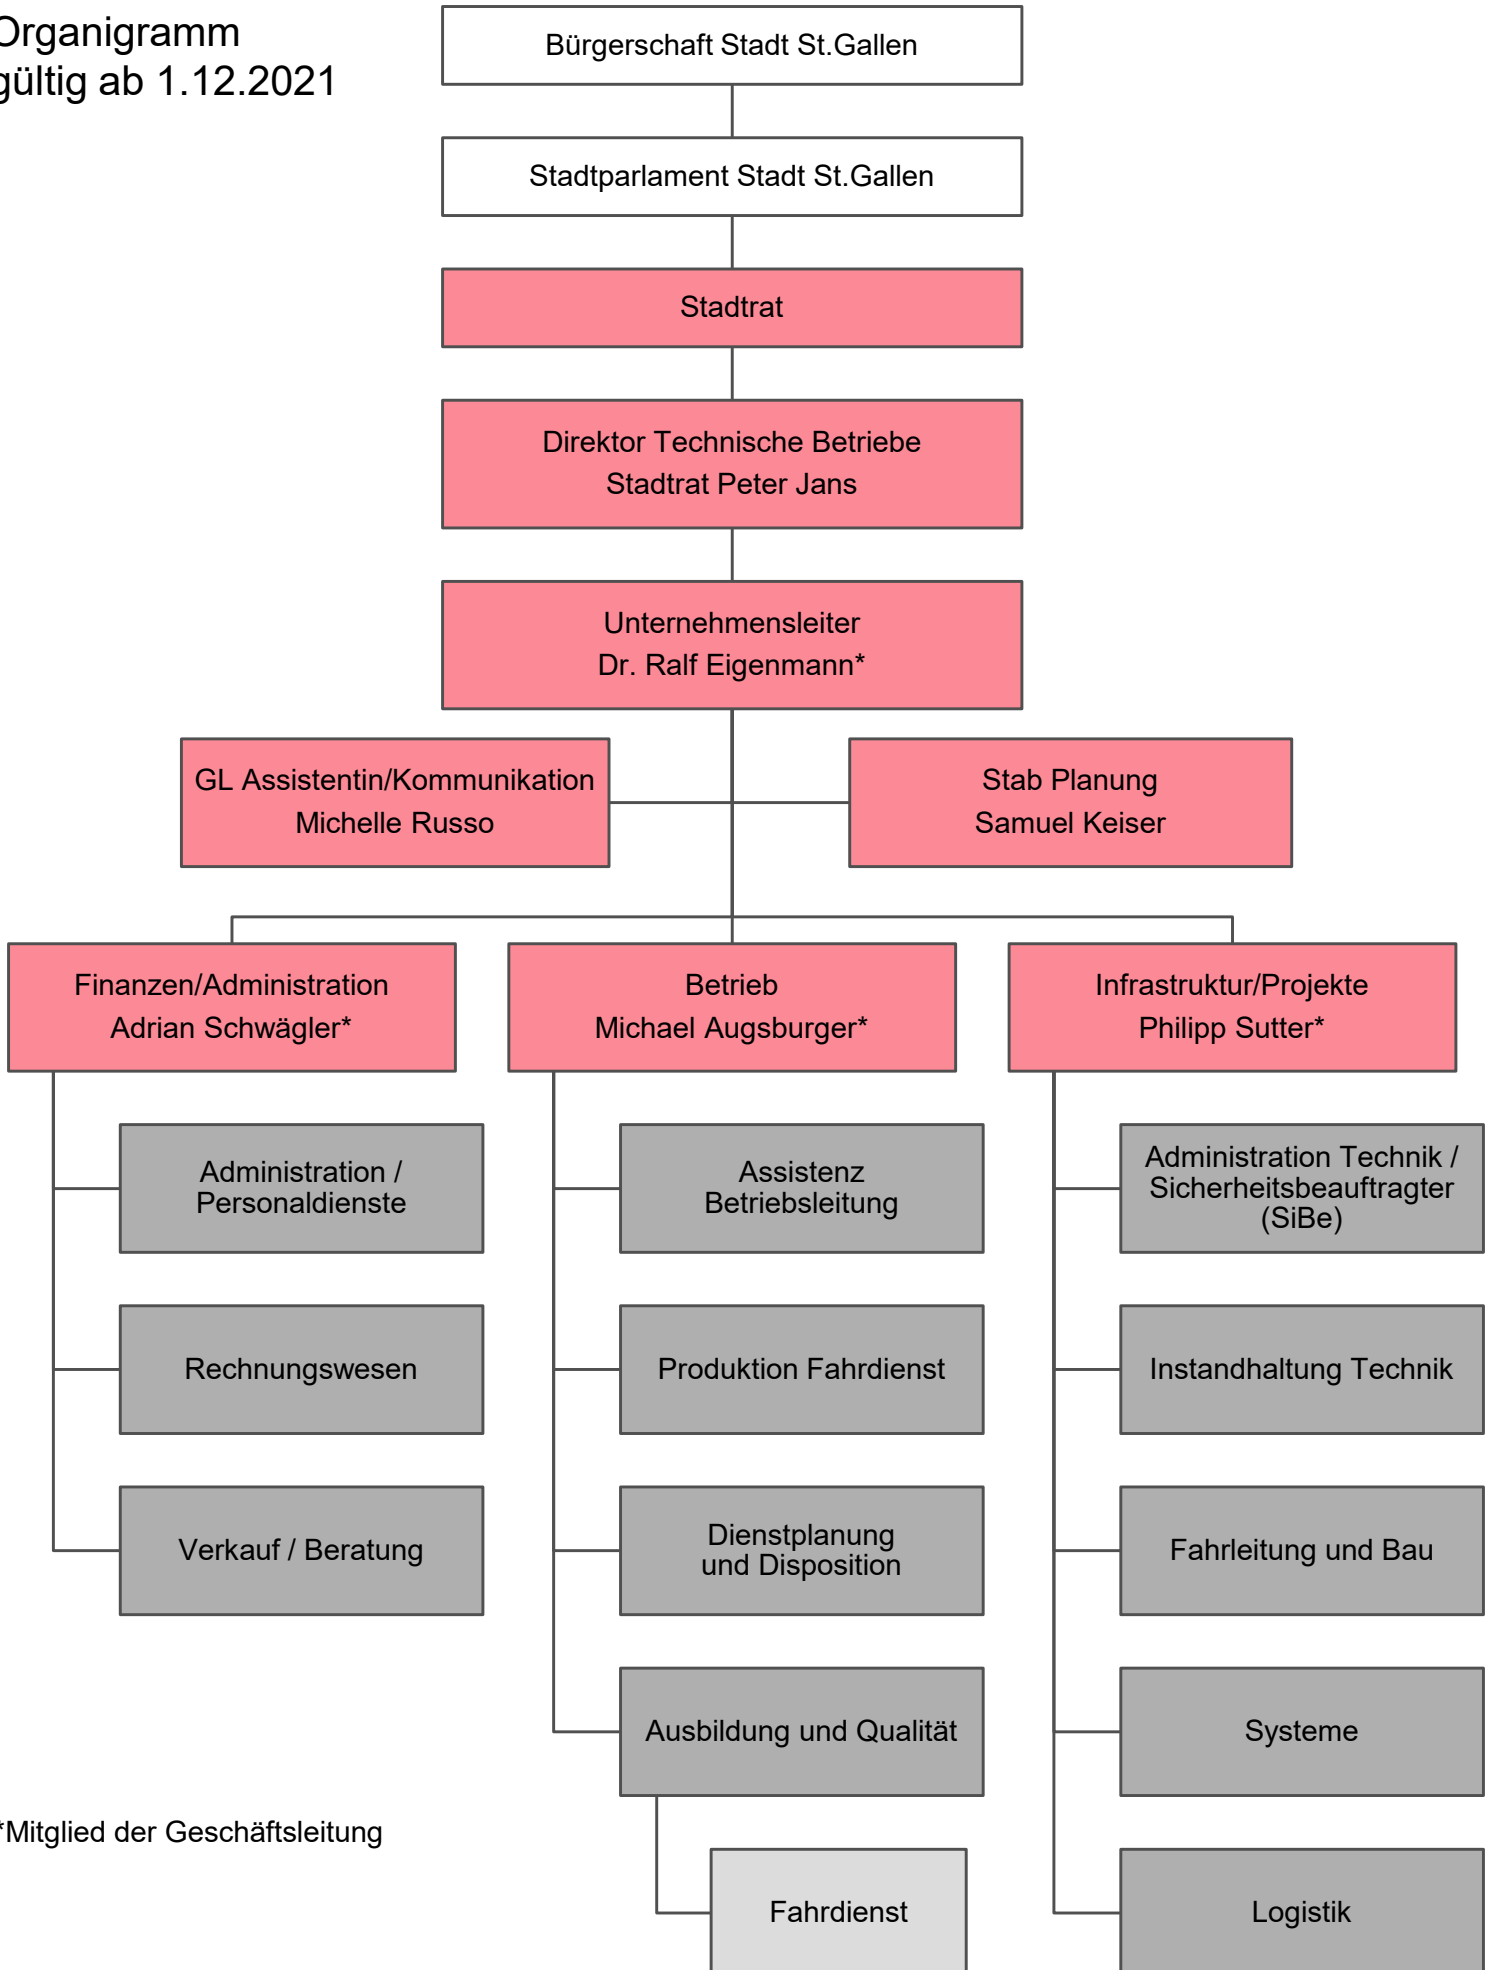 Organigramm
gültig ab 1.12.2021
Bürgerschaft Stadt St.Gallen
Stadtparlament Stadt St.Gallen
Stadtrat
Direktor Technische Betriebe
Stadtrat Peter Jans
Unternehmensleiter
Dr. Ralf Eigenmann*
GL Assistentin/Kommunikation
Michelle Russo
Stab Planung
Samuel Keiser
Finanzen/Administration
Adrian Schwägler*
Betrieb
Michael Augsburger*
Infrastruktur/Projekte
Philipp Sutter*
Administration /
Personaldienste
Rechnungswesen
Verkauf / Beratung
Assistenz
Betriebsleitung
Produktion Fahrdienst
Dienstplanung
und Disposition
Ausbildung und Qualität
Fahrdienst
Administration Technik /
Sicherheitsbeauftragter
(SiBe)
Instandhaltung Technik
Fahrleitung und Bau
Systeme
Logistik
*Mitglied der Geschäftsleitung